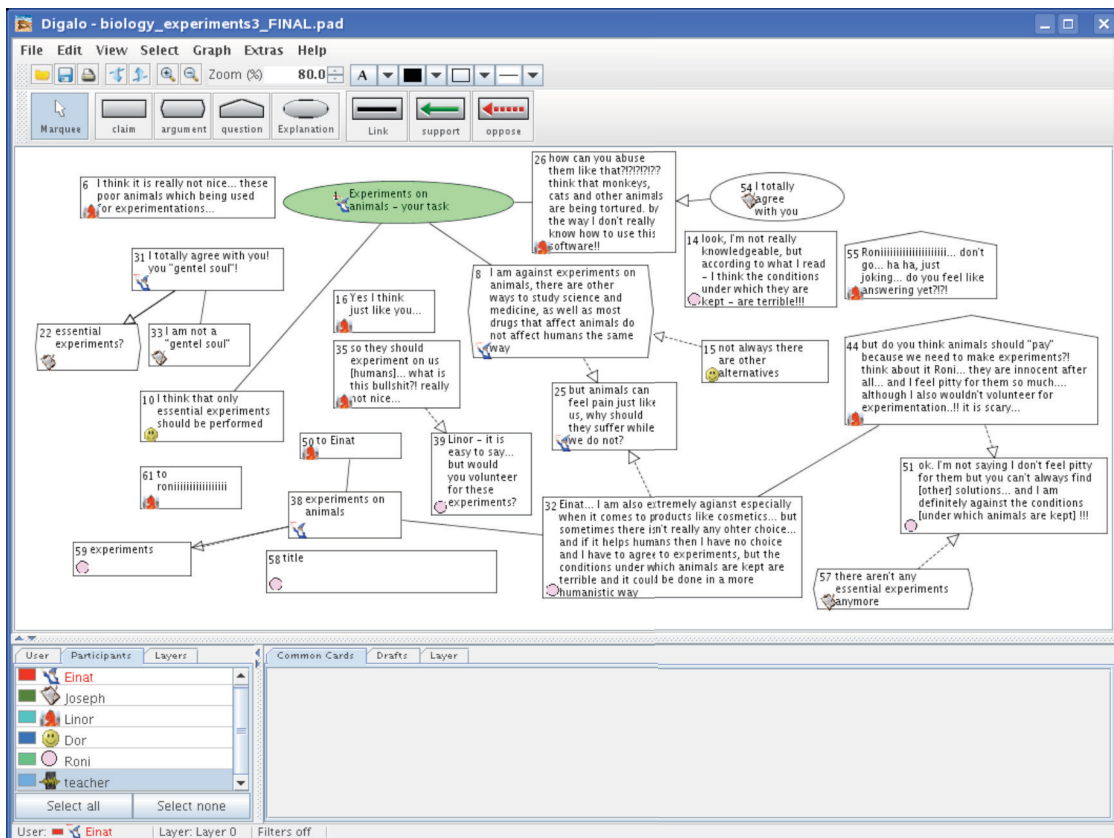 Digalo - biology_experiments3_FINAL.pad
File Edit View Select Graph Extras Help
Zoom (%) 80.0
A
Marquee
claim
argument
question
Explanation
Link
support
oppose
6 I think it is really not nice... these
poor animals which being used
for experimentations...
1 Experiments on
animals – your task
26 how can you abuse
them like that?!?!?!?!??
think that monkeys,
cats and other animals
are being tortured. by
the way I don't really
know how to use this
software!!
54 I totally
agree
with you
31 I totally agree with you!
you "gentel soul"!
14 look, I'm not really
knowledgeable, but
according to what I read
– I think the conditions
under which they are
kept – are terrible!!!
55 Roniiiiiiiiiiiiiiiiiiiiiii... don't
go... ha ha, just
joking... do you feel like
answering yet?!?!
8 I am against experiments on
animals, there are other
ways to study science and
medicine, as well as most
drugs that affect animals do
not affect humans the same
way
16 Yes I think
just like you...
22 essential
experiments?
33 I am not a
"gentel soul"
35 so they should
experiment on us
[humans]... what is
this bullshit?! really
not nice...
15 not always there
are other
alternatives
44 but do you think animals should "pay"
because we need to make experiments?!
think about it Roni... they are innocent after
all... and I feel pitty for them so much....
although I also wouldn't volunteer for
experimentation..!! it is scary...
10 I think that only
essential experiments
should be performed
25 but animals can
feel pain just like
us, why should
they suffer while
we do not?
50 to Einat
39 Linor – it is
easy to say...
but would
you volunteer
for these
experiments?
61 to
roniiiiiiiiiiiiiiiiii
51 ok. I'm not saying I don't feel pitty
for them but you can't always find
[other] solutions... and I am
definitely against the conditions
[under which animals are kept] !!!
38 experiments on
animals
32 Einat... I am also extremely agianst especially
when it comes to products like cosmetics... but
sometimes there isn't really any ohter choice...
and if it helps humans then I have no choice
and I have to agree to experiments, but the
conditions under which animals are kept are
terrible and it could be done in a more
humanistic way
59 experiments
58 title
57 there aren't any
essential experiments
anymore
User Participants Layers
Common Cards Drafts Layer
Einat
Joseph
Linor
Dor
Roni
teacher
Select all Select none
User: Einat Layer: Layer 0 Filters off